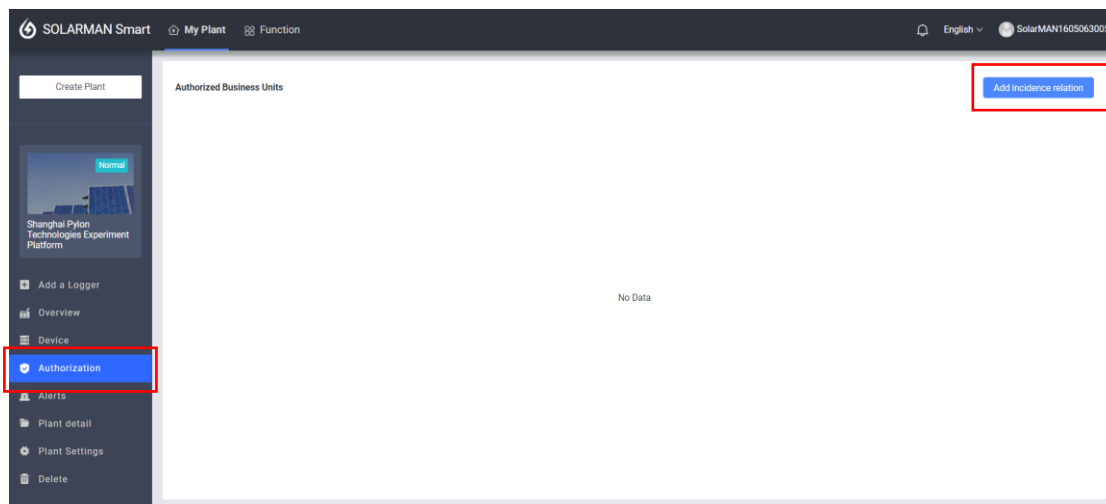 SOLARMAN Smart
My Plant
Function
English
SolarMAN160506300
Create Plant
Authorized Business Units
Add incidence relation
Normal
Shanghai Pylon
Technologies Experiment
Platform
Add a Logger
Overview
No Data
Device
Authorization
Alerts
Plant detail
Plant Settings
Delete